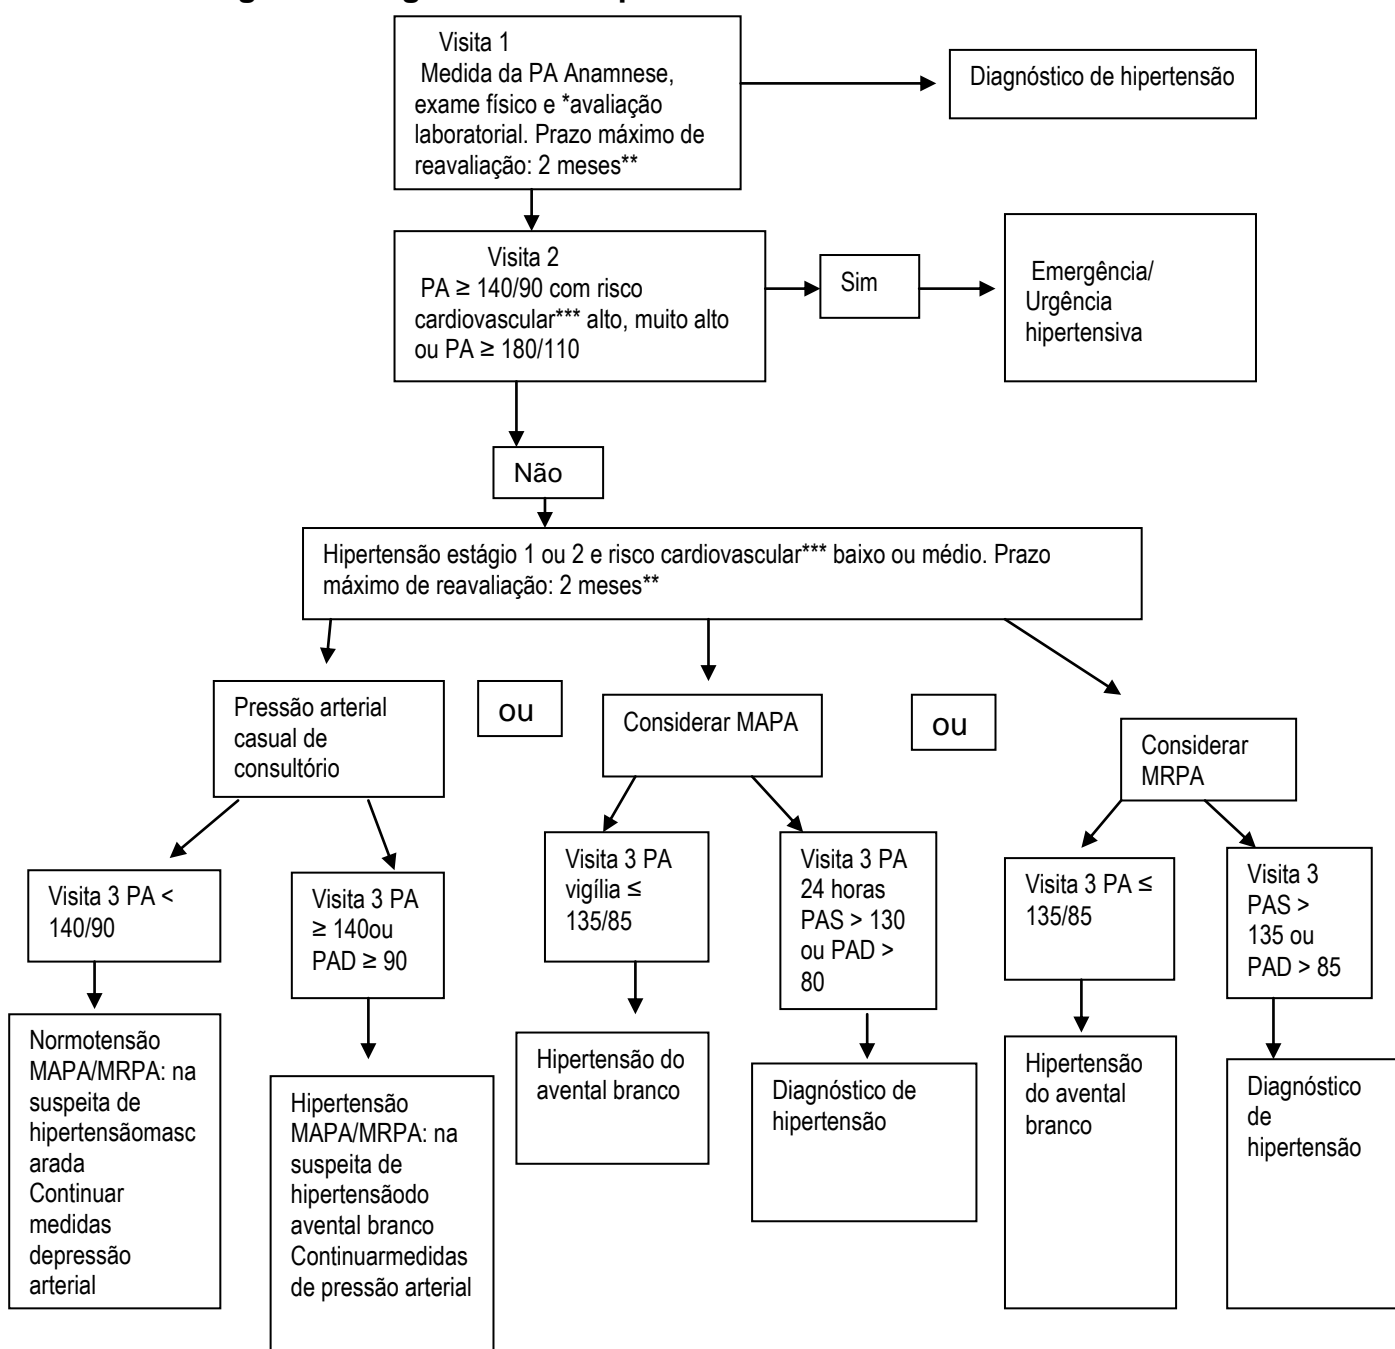 Visita 1
Medida da PA Anamnese,
exame físico e *avaliação
laboratorial. Prazo máximo de
reavaliação: 2 meses**
Diagnóstico de hipertensão
Visita 2
PA ≥ 140/90 com risco
cardiovascular*** alto, muito alto
ou PA ≥ 180/110
Sim
Emergência/
Urgência
hipertensiva
Não
Hipertensão estágio 1 ou 2 e risco cardiovascular*** baixo ou médio. Prazo
máximo de reavaliação: 2 meses**
Pressão arterial
casual de
consultório
ou
Considerar MAPA
ou
Considerar
MRPA
Visita 3 PA <
140/90
Visita 3 PA
≥ 140ou
PAD ≥ 90
Visita 3 PA
vigília ≤
135/85
Visita 3 PA
24 horas
PAS > 130
ou PAD >
80
Visita 3 PA ≤
135/85
Visita 3
PAS >
135 ou
PAD > 85
Normotensão
MAPA/MRPA: na
suspeita de
hipertensãomasc
arada
Continuar
medidas
depressão
arterial
Hipertensão
MAPA/MRPA: na
suspeita de
hipertensãodo
avental branco
Continuarmedidas
de pressão arterial
Hipertensão do
avental branco
Diagnóstico de
hipertensão
Hipertensão
do avental
branco
Diagnóstico
de
hipertensão